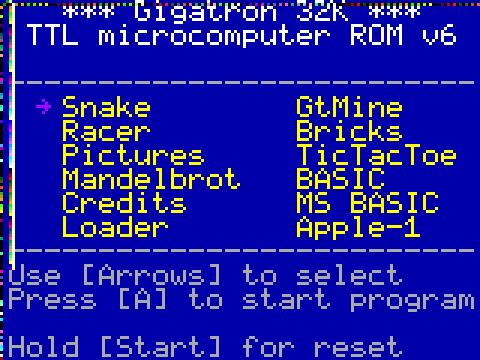 *** Gigatron 32K ***
TTL microcomputer ROM v6
Snake GtMine
Racer Bricks
Pictures TicTacToe
Mandelbrot BASIC
Credits MS BASIC
Loader Apple-1
Use [Arrows] to select
Press [A] to start program
Hold [Start] for reset